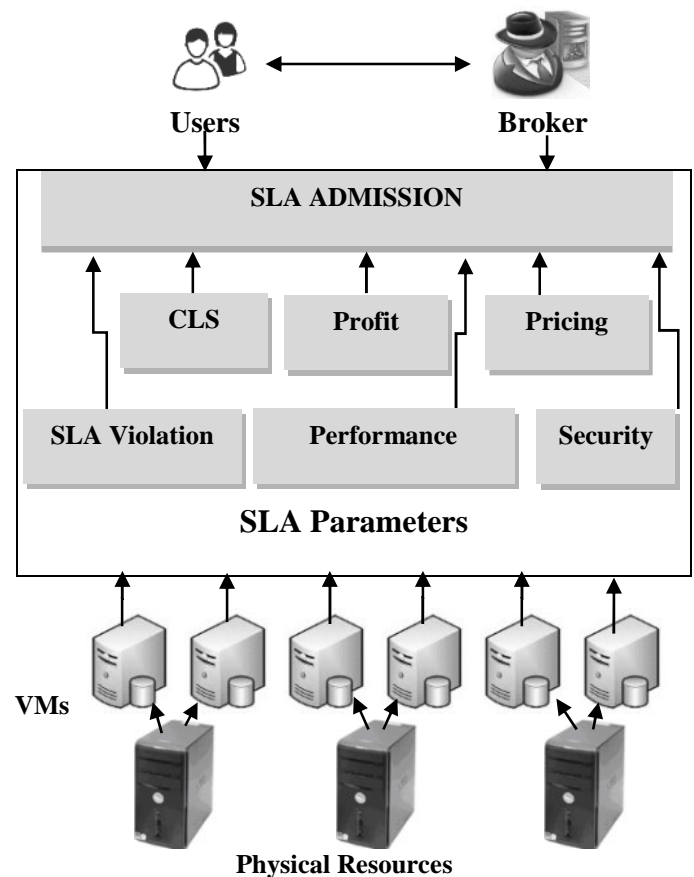 Users
Broker
SLA ADMISSION
CLS
Profit
Pricing
SLA Violation
Performance
Security
SLA Parameters
VMs
Physical Resources